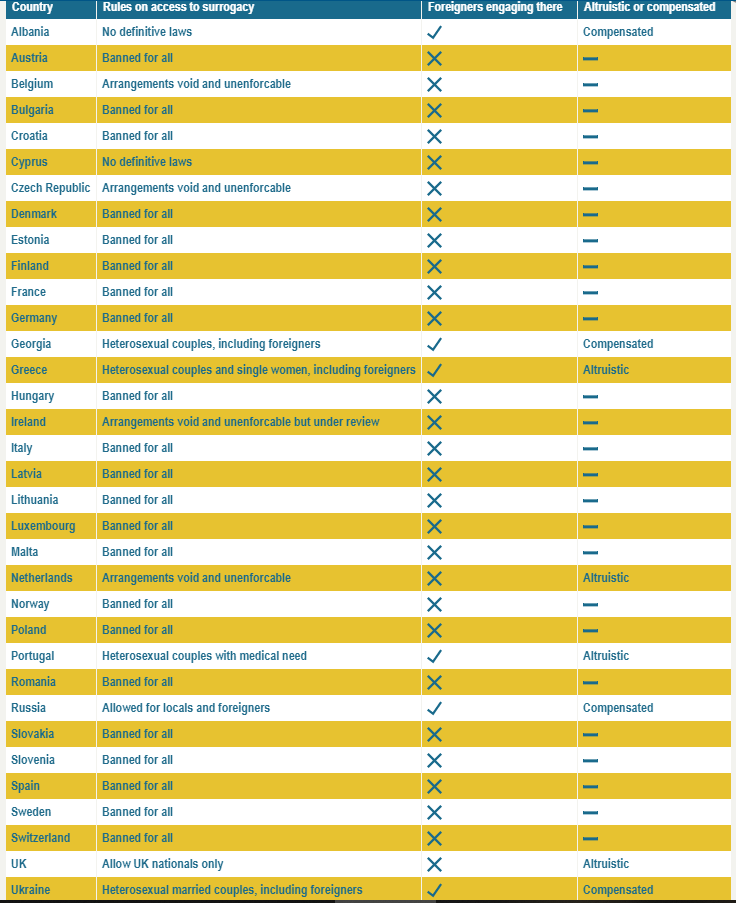 Country Rules on access to surrogacy Foreigners engaging there Altruistic or compensated
Albania No definitive laws ✓ Compensated
Austria Banned for all ✕ –
Belgium Arrangements void and unenforcable ✕ –
Bulgaria Banned for all ✕ –
Croatia Banned for all ✕ –
Cyprus No definitive laws ✕ –
Czech Republic Arrangements void and unenforcable ✕ –
Denmark Banned for all ✕ –
Estonia Banned for all ✕ –
Finland Banned for all ✕ –
France Banned for all ✕ –
Germany Banned for all ✕ –
Georgia Heterosexual couples, including foreigners ✓ Compensated
Greece Heterosexual couples and single women, including foreigners ✓ Altruistic
Hungary Banned for all ✕ –
Ireland Arrangements void and unenforcable but under review ✕ –
Italy Banned for all ✕ –
Latvia Banned for all ✕ –
Lithuania Banned for all ✕ –
Luxembourg Banned for all ✕ –
Malta Banned for all ✕ –
Netherlands Arrangements void and unenforcable ✕ Altruistic
Norway Banned for all ✕ –
Poland Banned for all ✕ –
Portugal Heterosexual couples with medical need ✓ Altruistic
Romania Banned for all ✕ –
Russia Allowed for locals and foreigners ✓ Compensated
Slovakia Banned for all ✕ –
Slovenia Banned for all ✕ –
Spain Banned for all ✕ –
Sweden Banned for all ✕ –
Switzerland Banned for all ✕ –
UK Allow UK nationals only ✕ Altruistic
Ukraine Heterosexual married couples, including foreigners ✓ Compensated